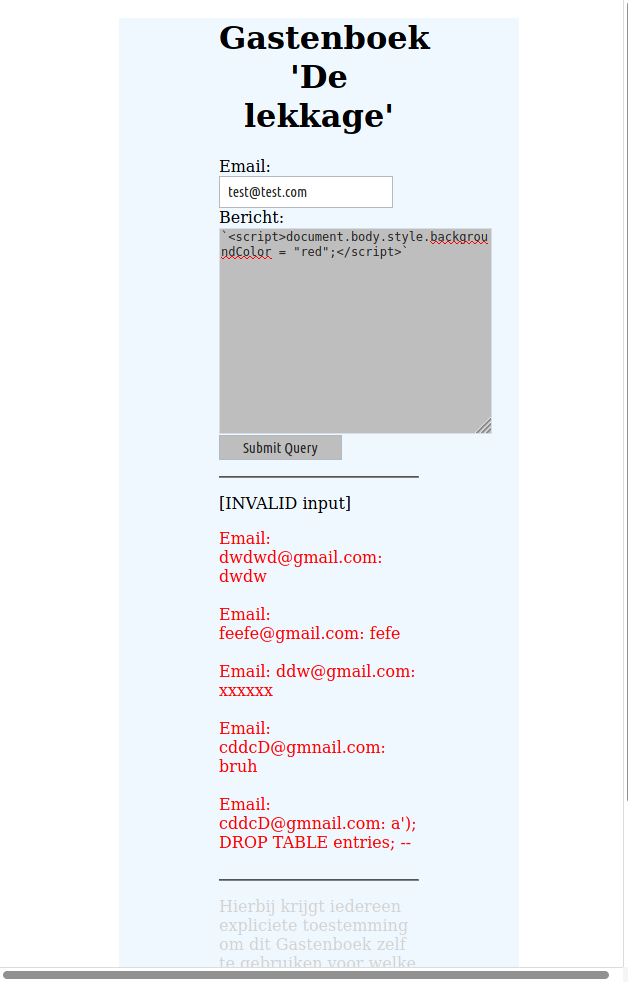 Gastenboek
'De
lekkage'
Email:
test@test.com
Bericht:
`<script>document.body.style.backgrou
ndColor = "red";</script>`
Submit Query
[INVALID input]
Email:
dwdwd@gmail.com:
dwdw
Email:
feefe@gmail.com: fefe
Email: ddw@gmail.com:
xxxxxx
Email:
cddcD@gmnail.com:
bruh
Email:
cddcD@gmnail.com: a');
DROP TABLE entries; --
Hierbij krijgt iedereen
expliciete toestemming
om dit Gastenboek zelf
te gebruiken voor welke